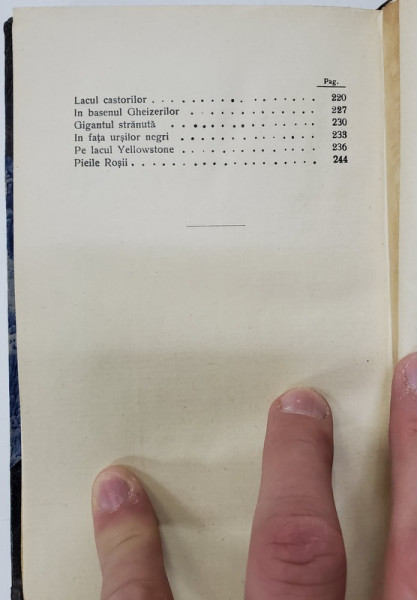 Pag.
Lacul castorilor . . . . . . . . . . . . . 220
In basenul Gheizerilor . . . . . . . . . . 227
Gigantul strănută . . . . . . . . . . . . 230
In fața urșilor negri . . . . . . . . . . . 233
Pe lacul Yellowstone . . . . . . . . . . . 236
Pieile Roșii . . . . . . . . . . . . . . . 244